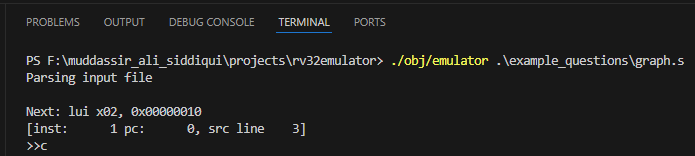 PROBLEMS OUTPUT DEBUG CONSOLE TERMINAL PORTS
PS F:\muddassir_ali_siddiqui\projects\rv32emulator> ./obj/emulator .\example_questions\graph.s
Parsing input file
Next: lui x02, 0x00000010
[inst:      1 pc:      0, src line    3]
>>c